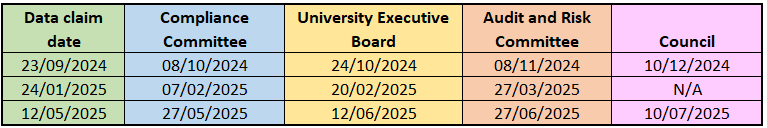 Data claim date Compliance Committee University Executive Board Audit and Risk Committee Council
23/09/2024 08/10/2024 24/10/2024 08/11/2024 10/12/2024
24/01/2025 07/02/2025 20/02/2025 27/03/2025 N/A
12/05/2025 27/05/2025 12/06/2025 27/06/2025 10/07/2025